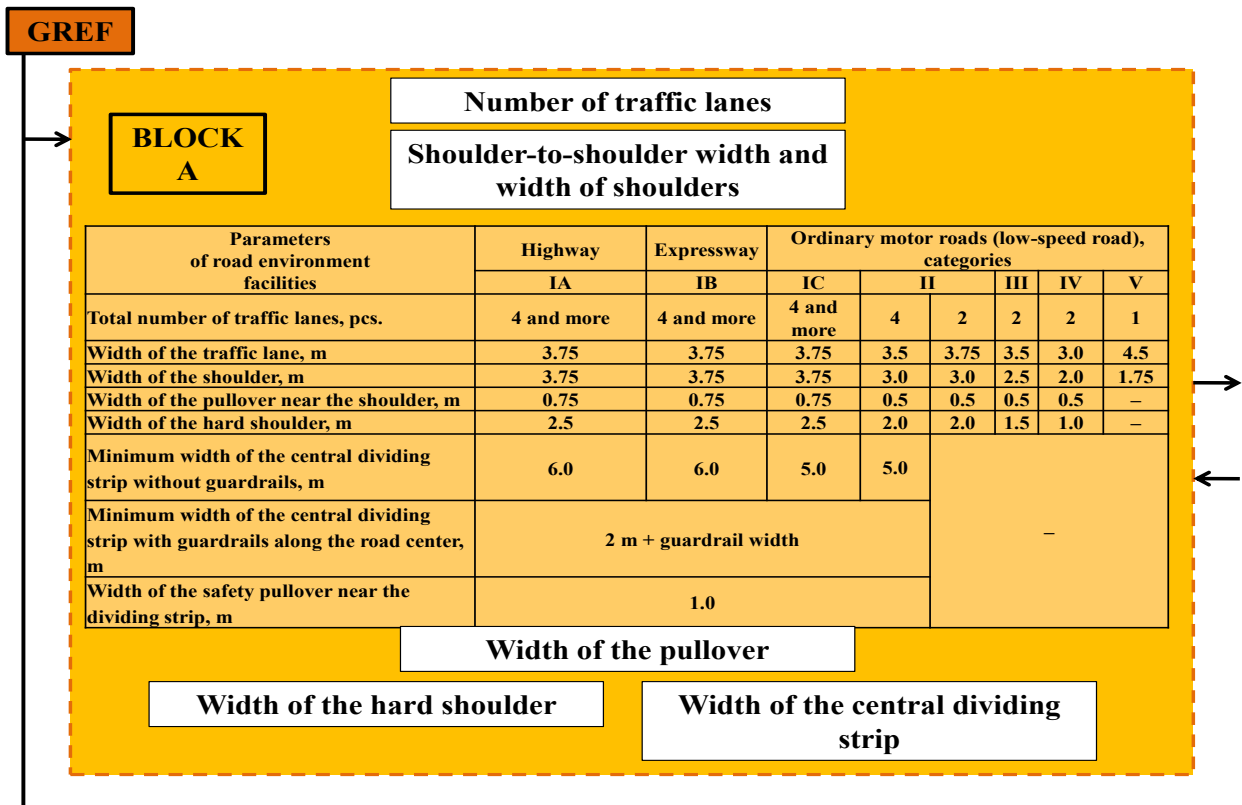 GREF
BLOCK
A
Number of traffic lanes
Shoulder-to-shoulder width and
width of shoulders
Parameters
of road environment
facilities
Highway
Expressway
Ordinary motor roads (low-speed road),
categories
IA
IB
IC
II
III
IV
V
Total number of traffic lanes, pcs.
4 and more
4 and more
4 and
more
4
2
2
2
1
Width of the traffic lane, m
3.75
3.75
3.75
3.5
3.75
3.5
3.0
4.5
Width of the shoulder, m
3.75
3.75
3.75
3.0
3.0
2.5
2.0
1.75
Width of the pullover near the shoulder, m
0.75
0.75
0.75
0.5
0.5
0.5
0.5
–
Width of the hard shoulder, m
2.5
2.5
2.5
2.0
2.0
1.5
1.0
–
Minimum width of the central dividing
strip without guardrails, m
6.0
6.0
5.0
5.0
Minimum width of the central dividing
strip with guardrails along the road center,
m
2 m + guardrail width
–
Width of the safety pullover near the
dividing strip, m
1.0
Width of the pullover
Width of the hard shoulder
Width of the central dividing
strip